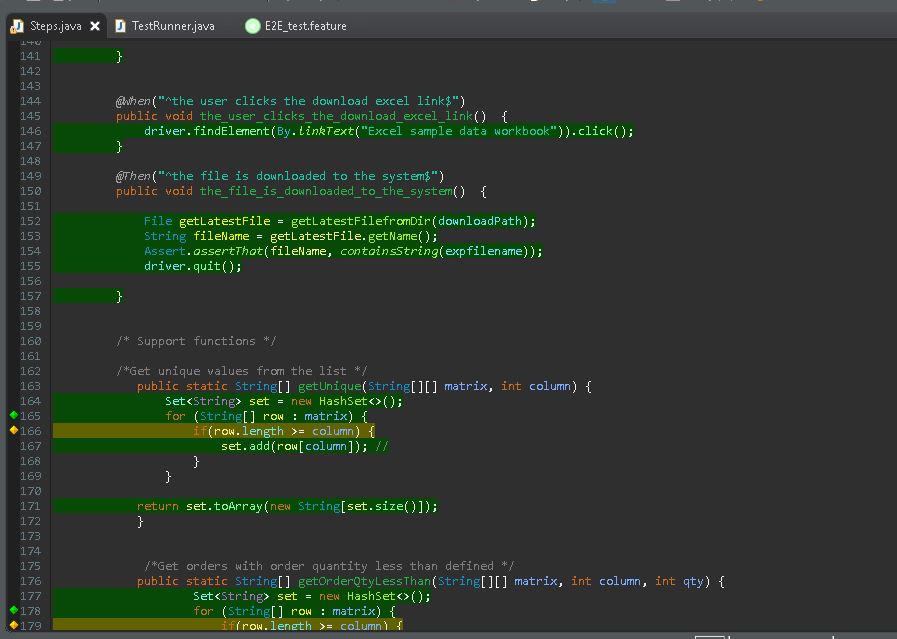 Steps.java
TestRunner.java
E2E_test.feature
140
141 }
142
143
144 @When("^the user clicks the download excel link$")
145 public void the_user_clicks_the_download_excel_link() {
146 driver.findElement(By.linkText("Excel sample data workbook")).click();
147 }
148
149 @Then("^the file is downloaded to the system$")
150 public void the_file_is_downloaded_to_the_system() {
151
152 File getLatestFile = getLatestFilefromDir(downloadPath);
153 String fileName = getLatestFile.getName();
154 Assert.assertThat(fileName, containsString(expfilename));
155 driver.quit();
156
157 }
158
159
160 /* Support functions */
161
162 /*Get unique values from the list */
163 public static String[] getUnique(String[][] matrix, int column) {
164 Set<String> set = new HashSet<>();
165 for (String[] row : matrix) {
166 if(row.length >= column) {
167 set.add(row[column]); //
168 }
169 }
170
171 return set.toArray(new String[set.size()]);
172 }
173
174
175 /*Get orders with order quantity less than defined */
176 public static String[] getOrderQtyLessThan(String[][] matrix, int column, int qty) {
177 Set<String> set = new HashSet<>();
178 for (String[] row : matrix) {
179 if(row.length >= column) {